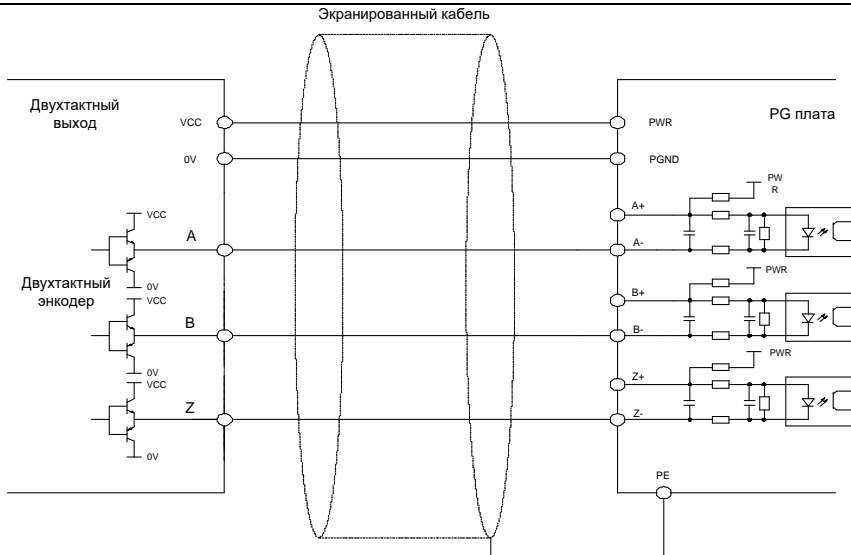 Экранированный кабель
Двухтактный
выход
VCC
0V
VCC
A
0V
Двухтактный
энкодер
VCC
B
0V
VCC
Z
0V
PWR
PG плата
PGND
PW
R
A+
A-
PWR
B+
B-
PWR
Z+
Z-
PE